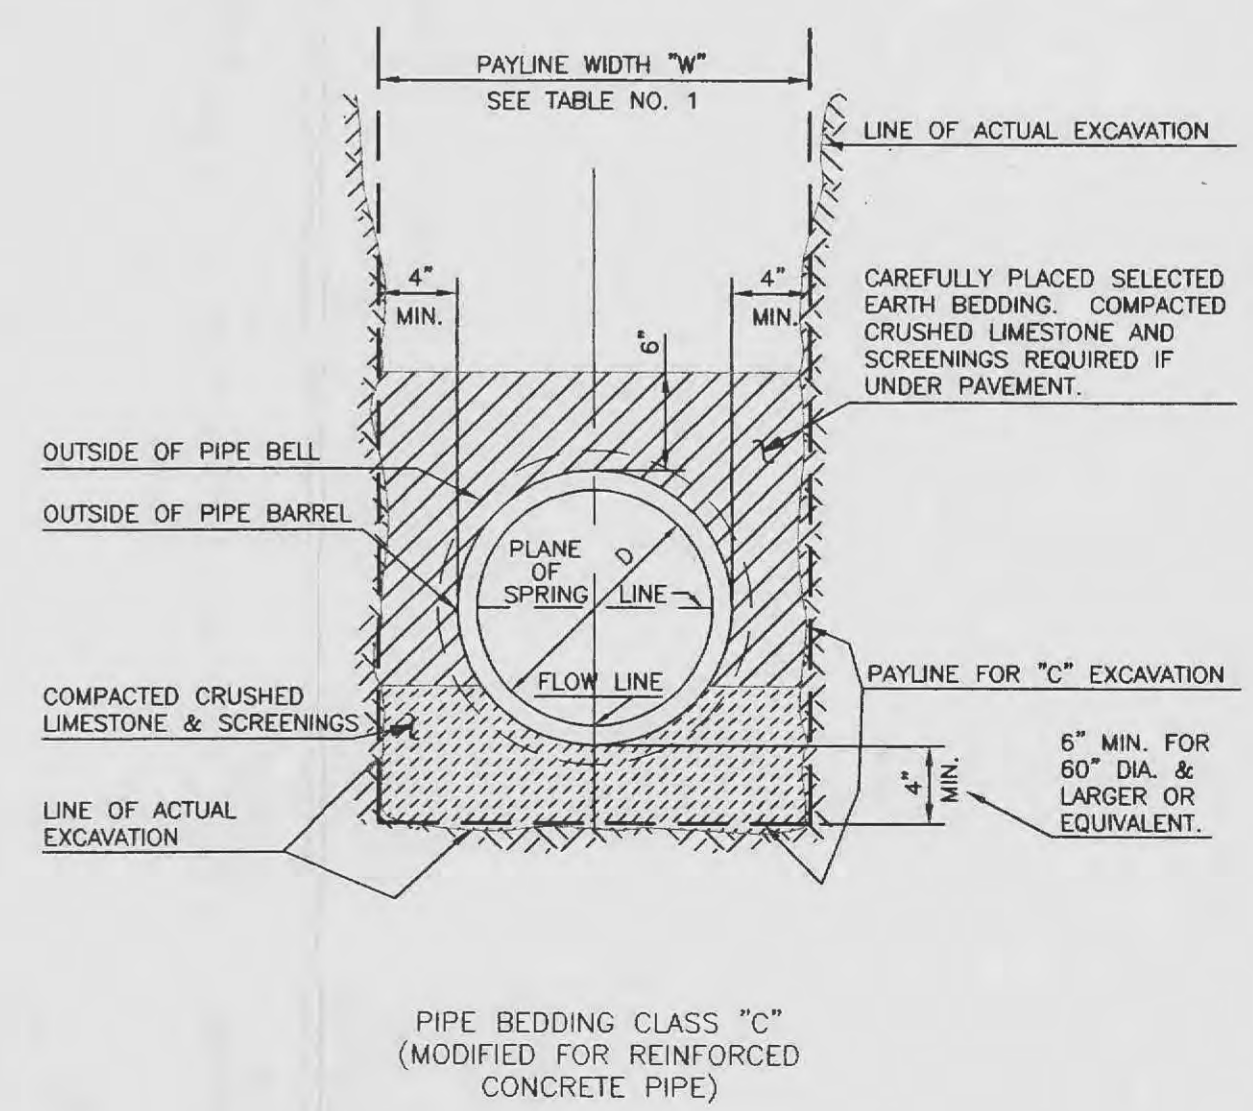 PAYLINE WIDTH "W"
SEE TABLE NO. 1
LINE OF ACTUAL EXCAVATION
4"
MIN.
4"
MIN.
6"
CAREFULLY PLACED SELECTED
EARTH BEDDING. COMPACTED
CRUSHED LIMESTONE AND
SCREENINGS REQUIRED IF
UNDER PAVEMENT.
OUTSIDE OF PIPE BELL
OUTSIDE OF PIPE BARREL
PLANE
OF
SPRING LINE
D
FLOW LINE
PAYLINE FOR "C" EXCAVATION
COMPACTED CRUSHED
LIMESTONE & SCREENINGS
4"
MIN.
6" MIN. FOR
60" DIA. &
LARGER OR
EQUIVALENT.
LINE OF ACTUAL
EXCAVATION
PIPE BEDDING CLASS "C"
(MODIFIED FOR REINFORCED
CONCRETE PIPE)